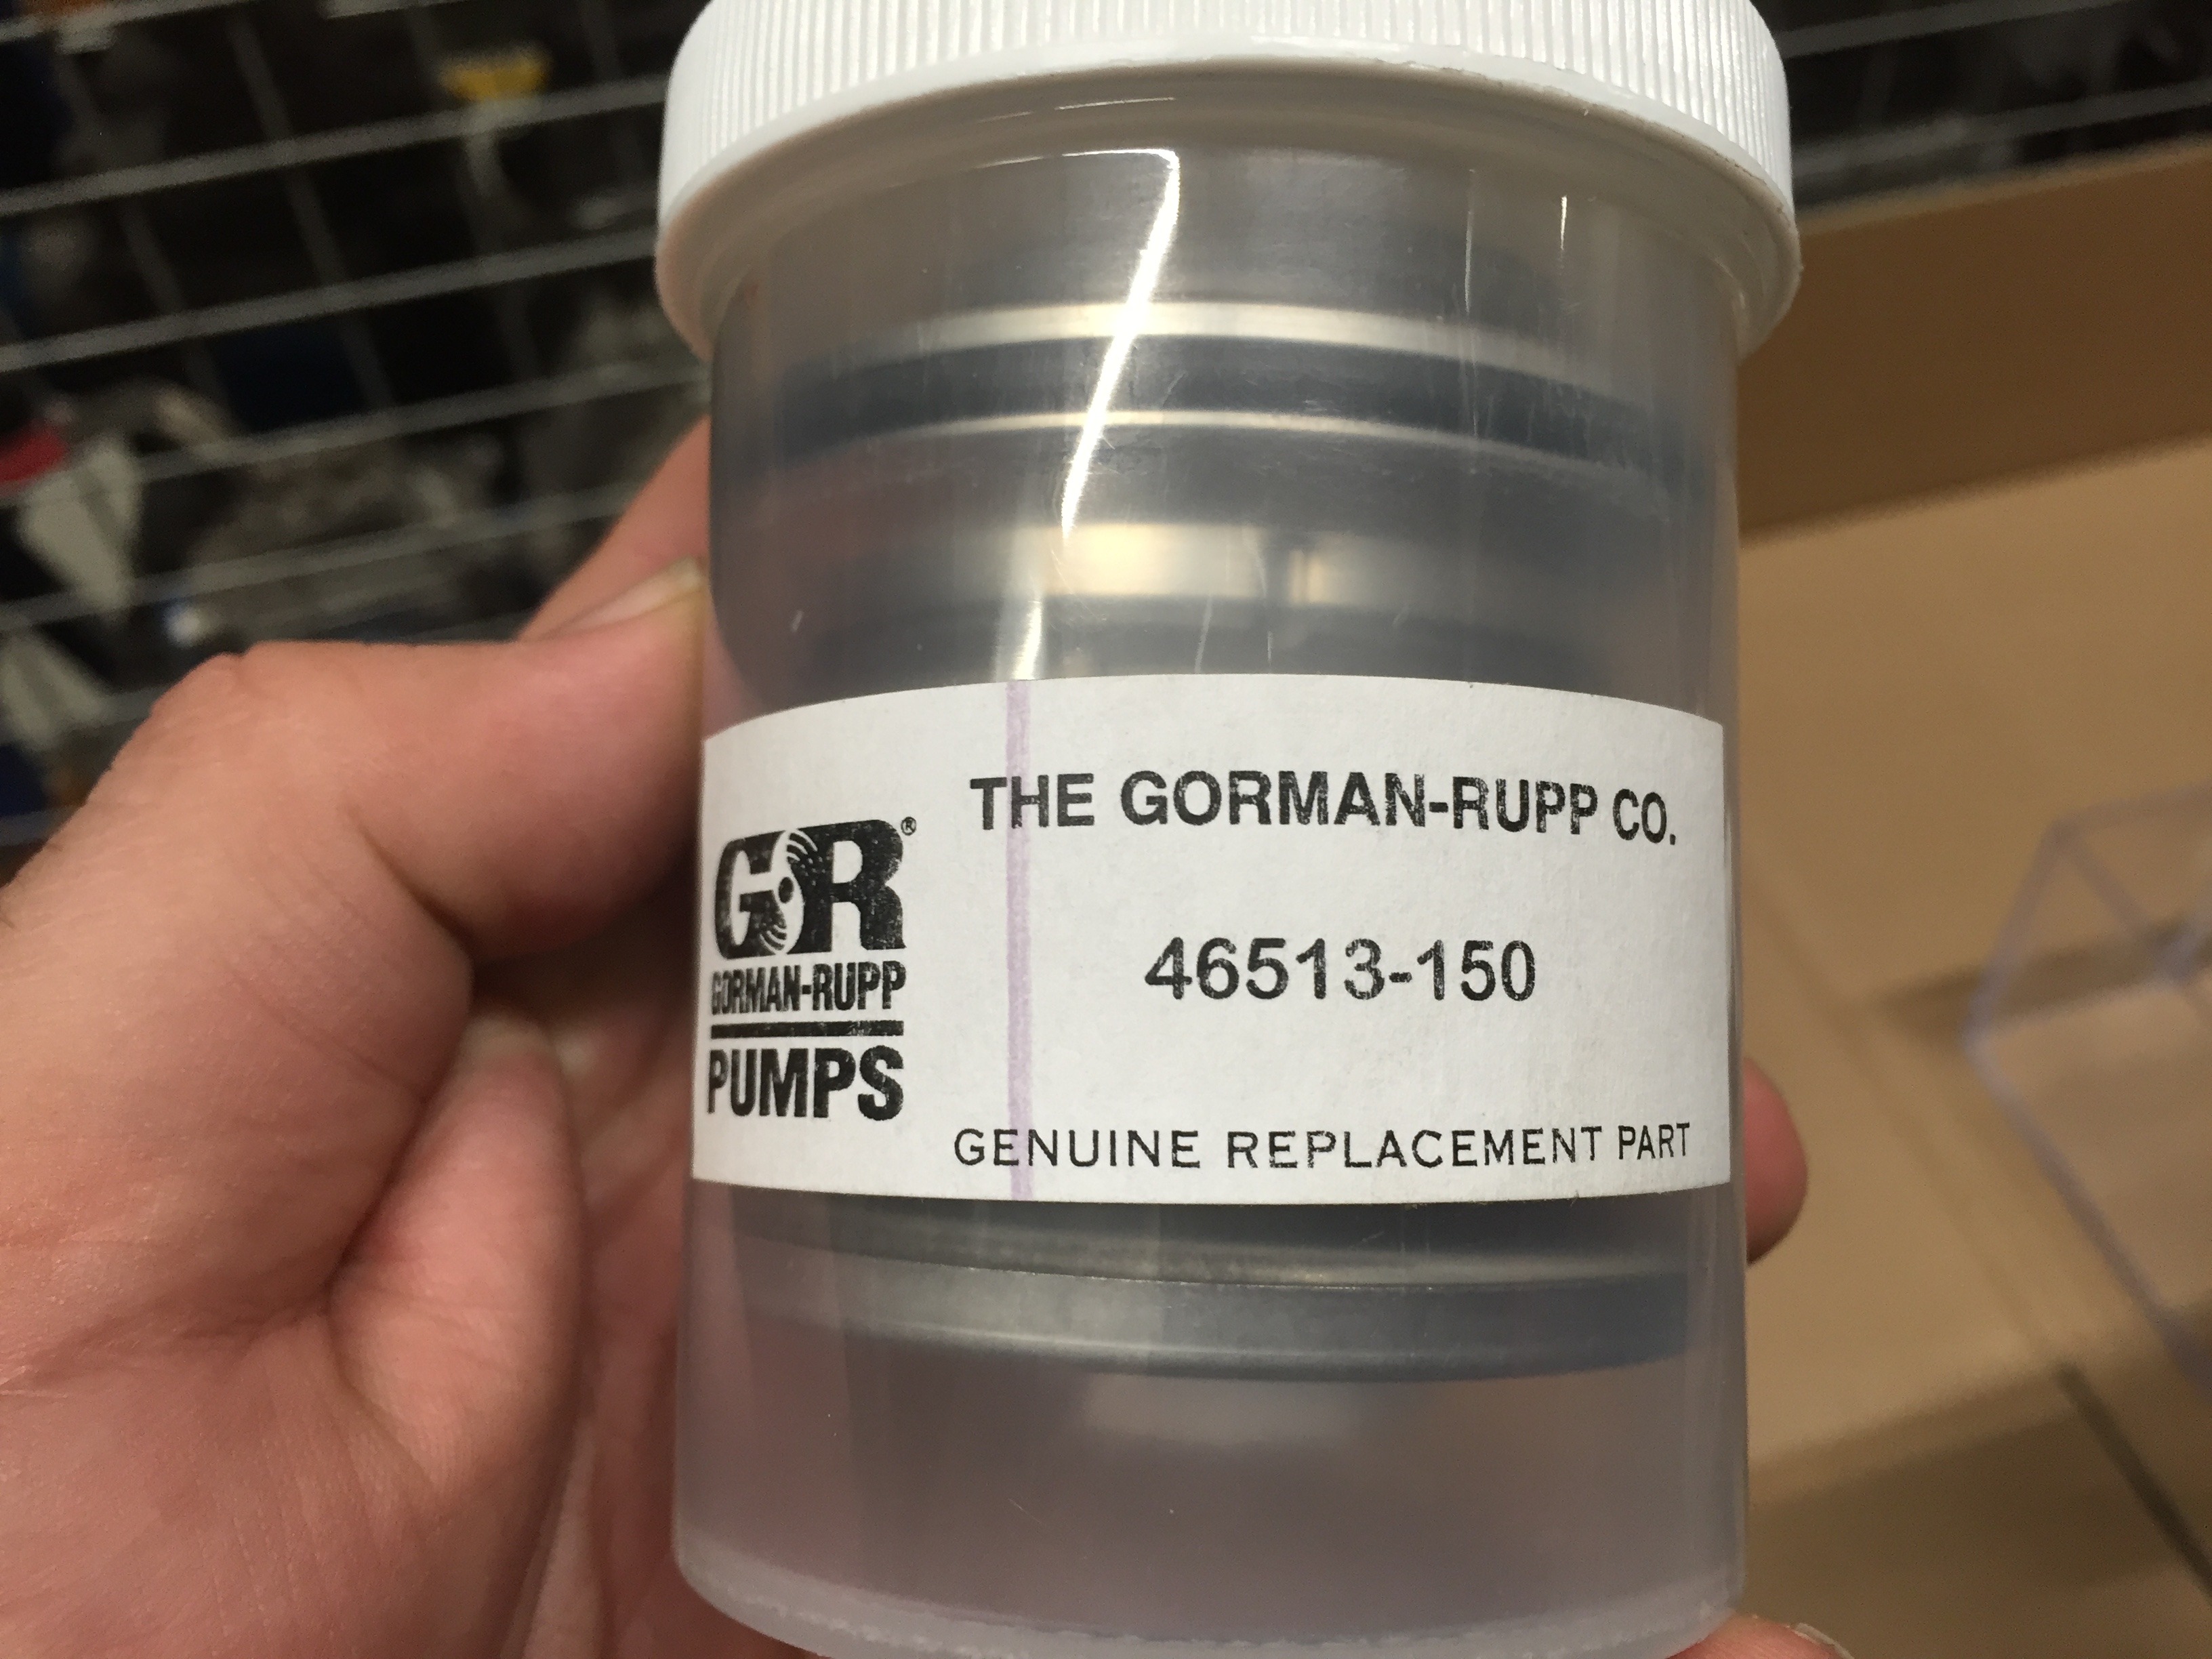 GR®
GORMAN-RUPP
PUMPS
THE GORMAN-RUPP CO.
46513-150
GENUINE REPLACEMENT PART